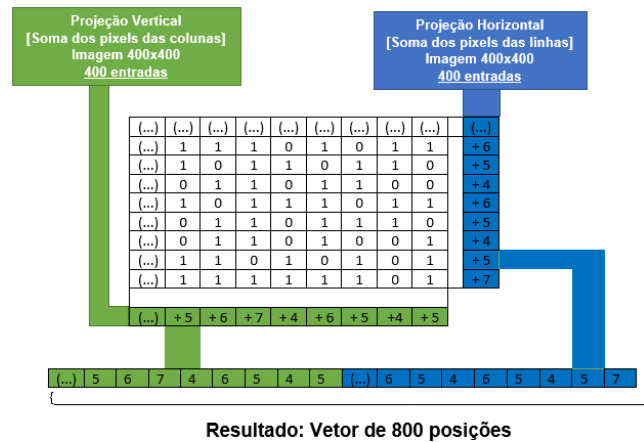 Projeção Vertical
[Soma dos pixels das colunas]
Imagem 400x400
400 entradas
Projeção Horizontal
[Soma dos pixels das linhas]
Imagem 400x400
400 entradas
(...) (...) (...) (...) (...) (...) (...) (...) (...) (...)
(...) 1 1 1 0 1 0 1 1 + 6
(...) 1 0 1 1 0 1 1 0 + 5
(...) 0 1 1 0 1 1 0 0 + 4
(...) 1 0 1 1 1 0 1 1 + 6
(...) 0 1 1 0 1 1 1 0 + 5
(...) 0 1 1 0 1 0 0 1 + 4
(...) 1 1 0 1 0 1 0 1 + 5
(...) 1 1 1 1 1 1 0 1 + 7
(...) + 5 + 6 + 7 + 4 + 6 + 5 +4 + 5
(...) 5 6 7 4 6 5 4 5 (...) 6 5 4 6 5 4 5 7
{
Resultado: Vetor de 800 posições